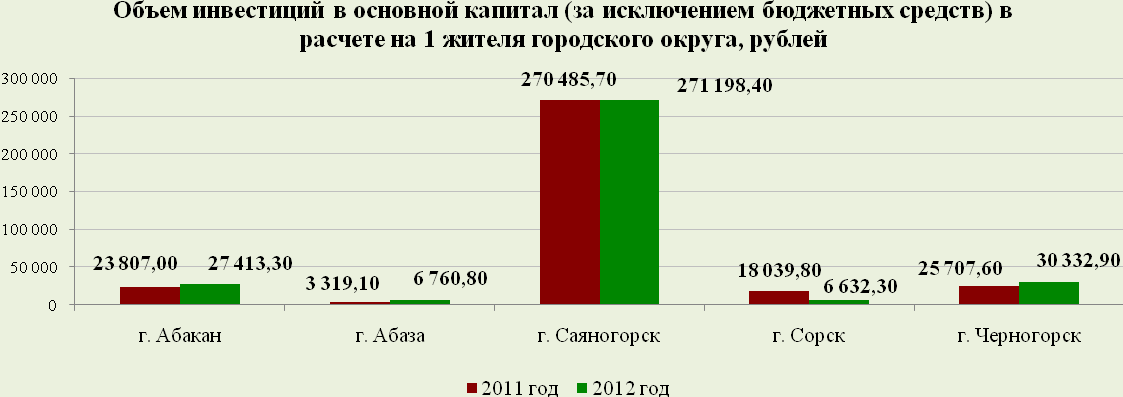 Объем инвестиций в основной капитал (за исключением бюджетных средств) в
расчете на 1 жителя городского округа, рублей
300 000
250 000
200 000
150 000
100 000
50 000
0
23 807,00
27 413,30
3 319,10
6 760,80
270 485,70
271 198,40
18 039,80
6 632,30
25 707,60
30 332,90
г. Абакан
г. Абаза
г. Саяногорск
г. Сорск
г. Черногорск
2011 год
2012 год